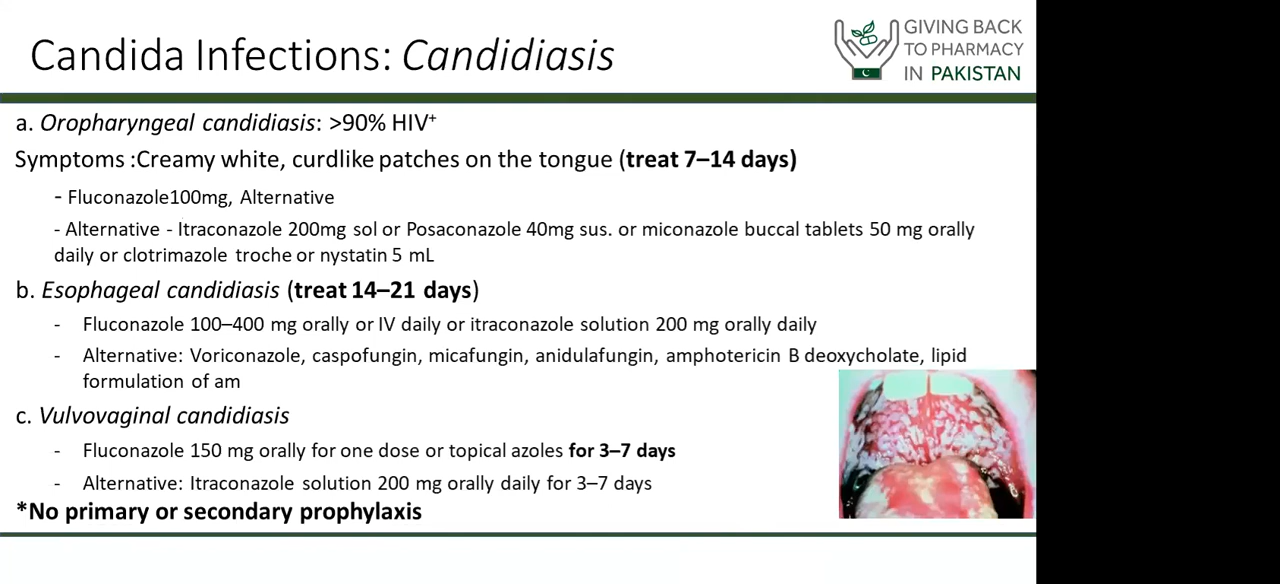 Candida Infections: Candidiasis
GIVING BACK
TO PHARMACY
IN PAKISTAN
a. Oropharyngeal candidiasis: >90% HIV⁺
Symptoms :Creamy white, curdlike patches on the tongue (treat 7–14 days)
- Fluconazole100mg, Alternative
- Alternative - Itraconazole 200mg sol or Posaconazole 40mg sus. or miconazole buccal tablets 50 mg orally
daily or clotrimazole troche or nystatin 5 mL
b. Esophageal candidiasis (treat 14–21 days)
- Fluconazole 100–400 mg orally or IV daily or itraconazole solution 200 mg orally daily
- Alternative: Voriconazole, caspofungin, micafungin, anidulafungin, amphotericin B deoxycholate, lipid
formulation of am
c. Vulvovaginal candidiasis
- Fluconazole 150 mg orally for one dose or topical azoles for 3–7 days
- Alternative: Itraconazole solution 200 mg orally daily for 3–7 days
*No primary or secondary prophylaxis